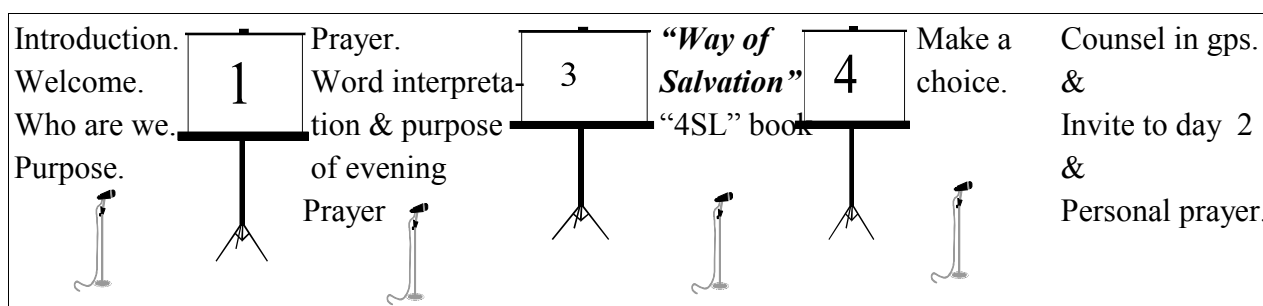 Introduction.
Welcome.
Who are we.
Purpose.
1
Prayer.
Word interpreta-
tion & purpose
of evening
Prayer
3
“Way of
Salvation”
“4SL” book
4
Make a
choice.
Counsel in gps.
&
Invite to day 2
&
Personal prayer.